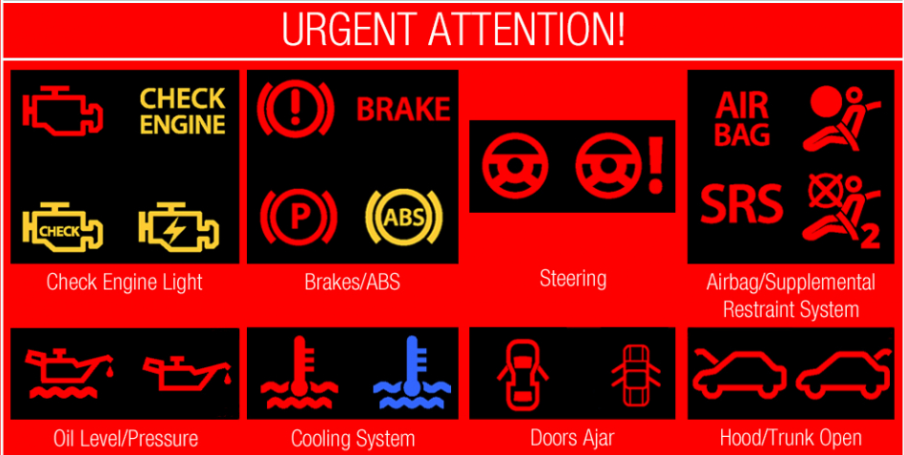 URGENT ATTENTION!
CHECK
ENGINE
CHECK
Check Engine Light
BRAKE
P
ABS
Brakes/ABS
Steering
AIR
BAG
SRS
2
Airbag/Supplemental
Restraint System
Oil Level/Pressure
Cooling System
Doors Ajar
Hood/Trunk Open